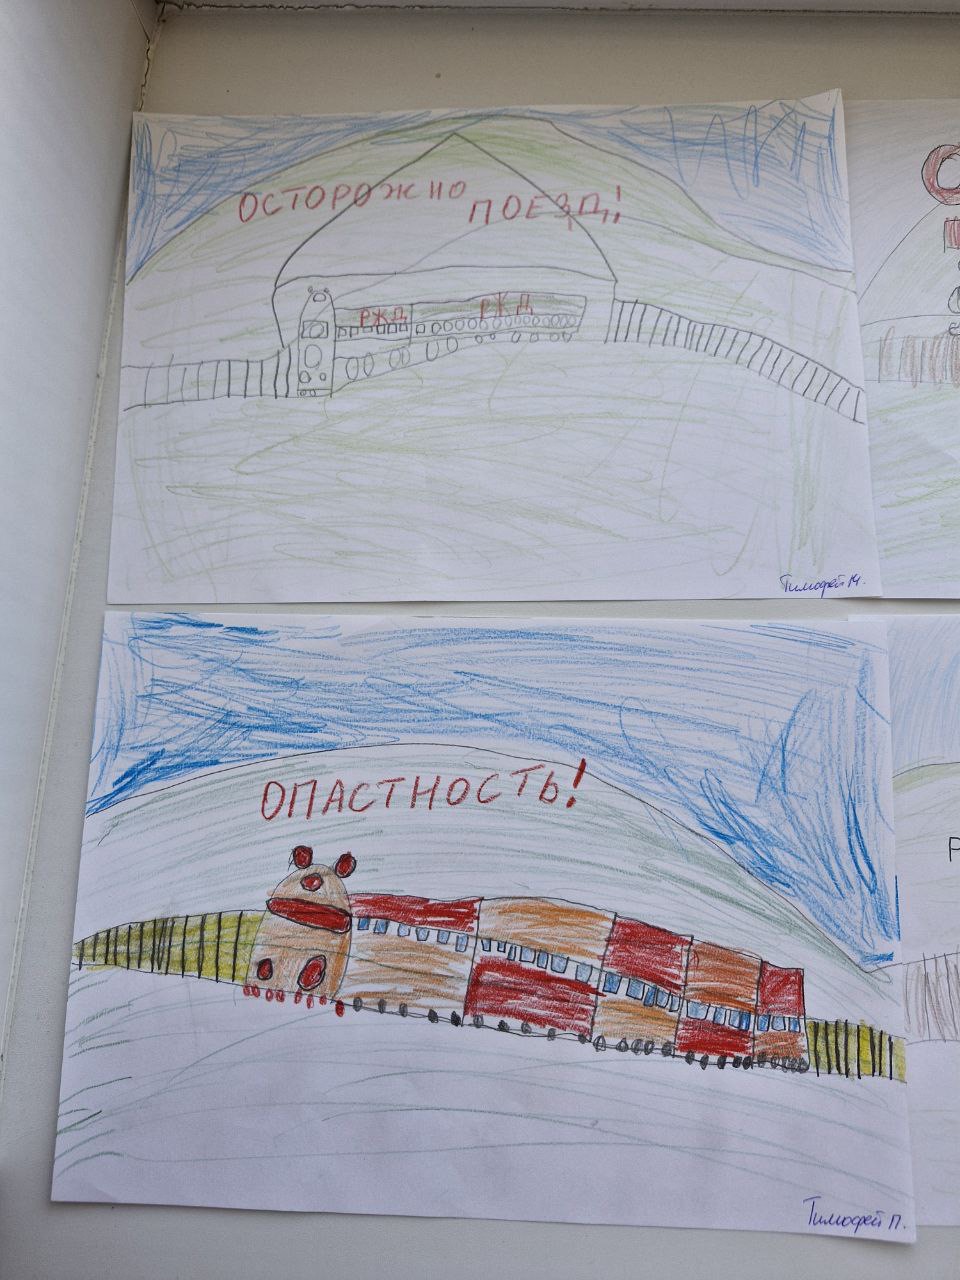 ОСТОРОЖНО ПОЕЗД!
РЖД РЖД
Тимофей М.
ОПАСТНОСТЬ!
Тимофей П.